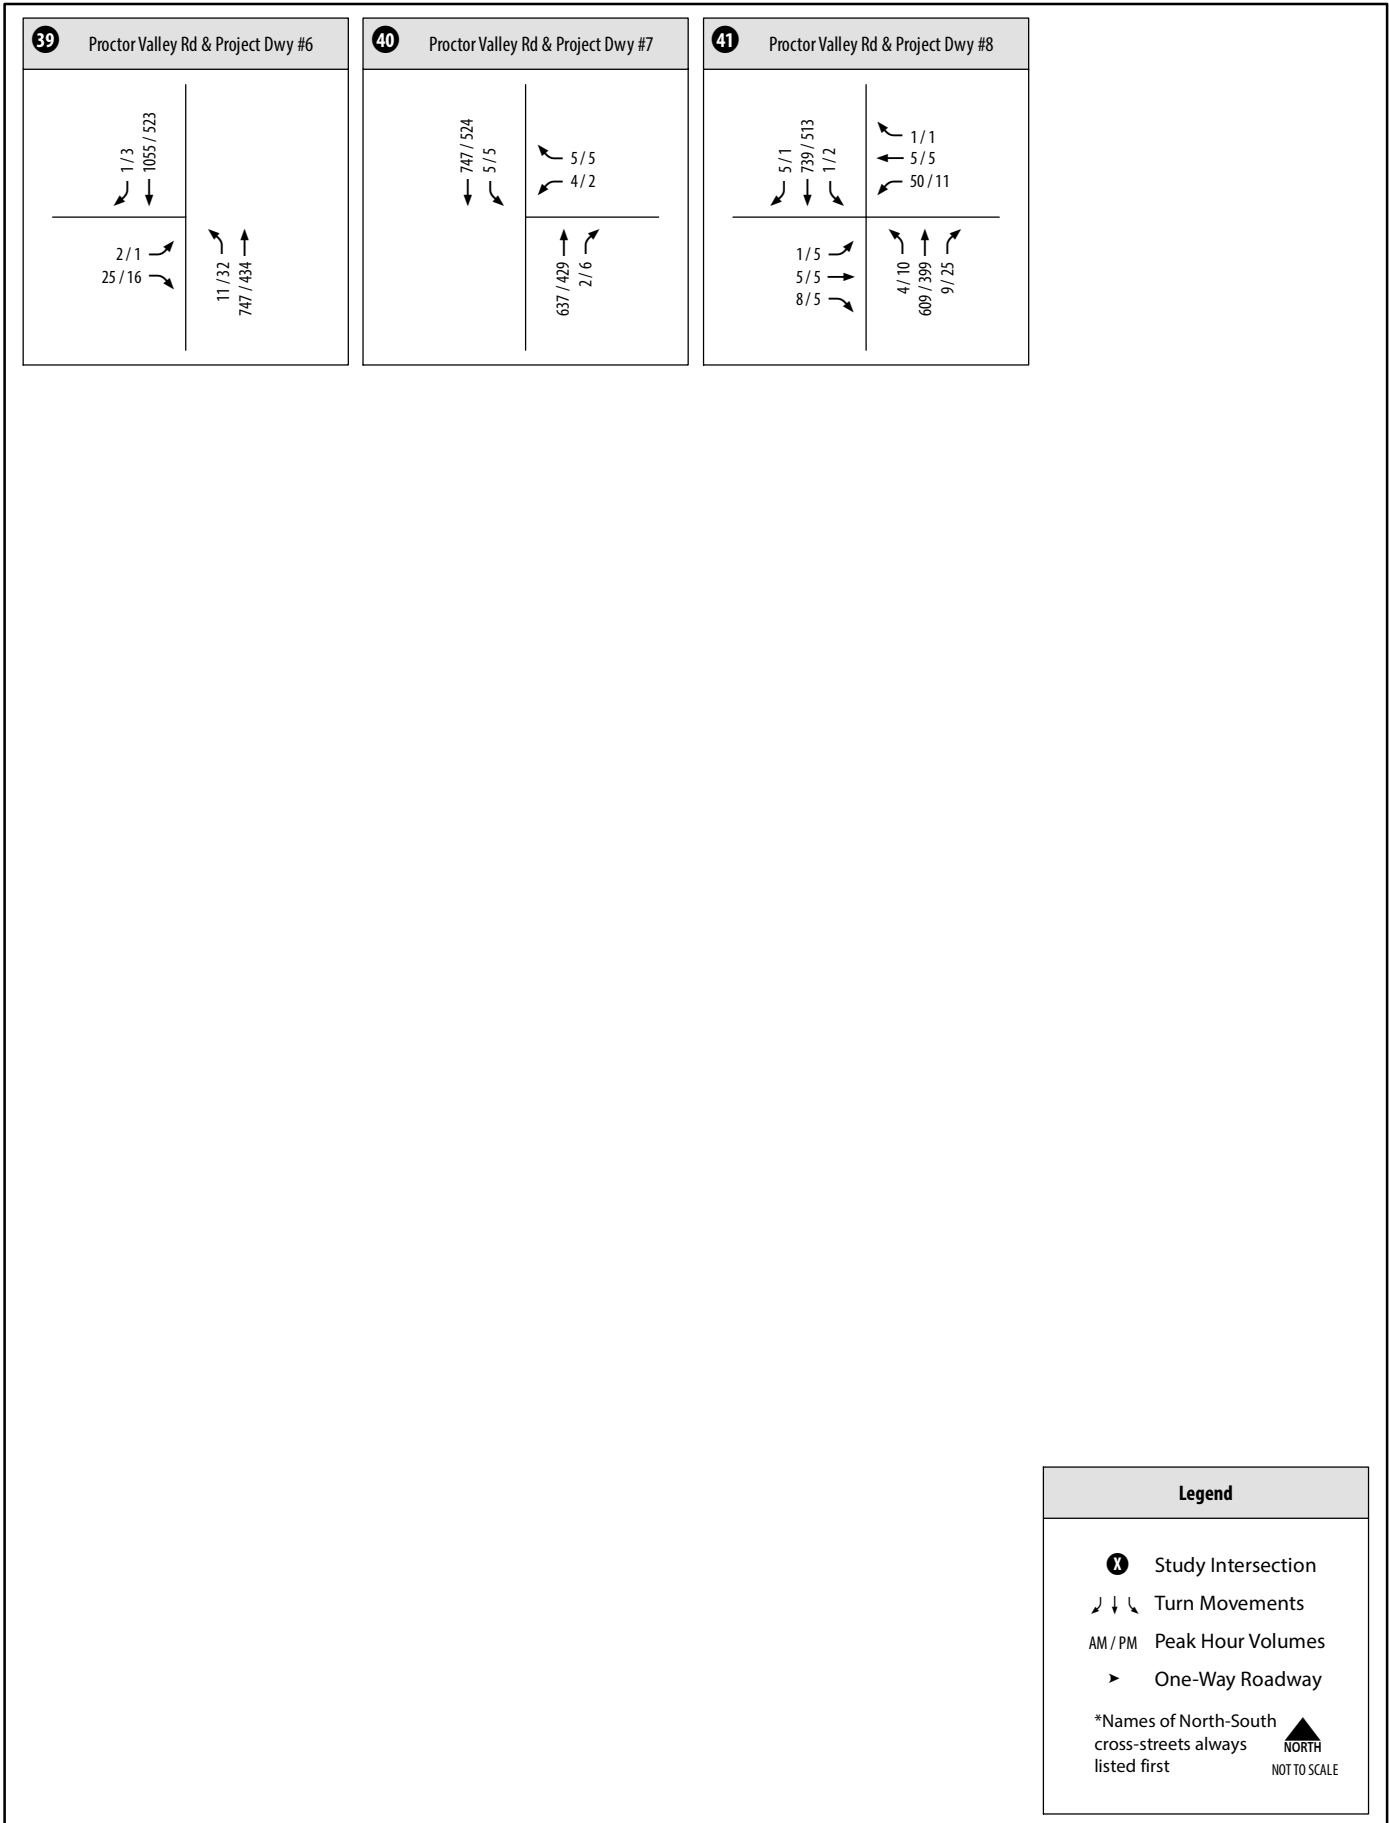 39 Proctor Valley Rd & Project Dwy #6
1 / 3
1055 / 523
2 / 1
25 / 16
11 / 32
747 / 434
40 Proctor Valley Rd & Project Dwy #7
747 / 524
5 / 5
5 / 5
4 / 2
637 / 429
2 / 6
41 Proctor Valley Rd & Project Dwy #8
5 / 1
739 / 513
1 / 2
1 / 1
5 / 5
50 / 11
1 / 5
5 / 5
8 / 5
4 / 10
609 / 399
9 / 25
Legend
X Study Intersection
Turn Movements
AM / PM Peak Hour Volumes
One-Way Roadway
*Names of North-South
cross-streets always
listed first
NORTH
NOT TO SCALE